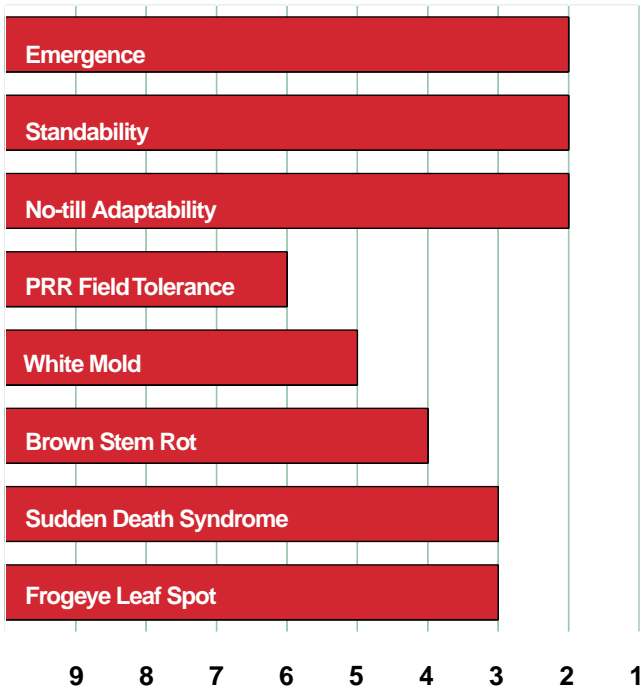 Emergence
Standability
No-till Adaptability
PRR Field Tolerance
White Mold
Brown Stem Rot
Sudden Death Syndrome
Frogeye Leaf Spot
9 8 7 6 5 4 3 2 1